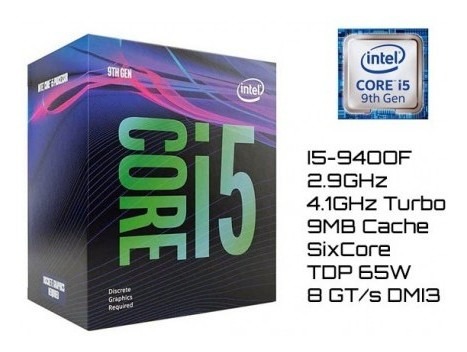 9TH GEN
intel
CORE i5
Discrete
Graphics
Required
intel
CORE i5
9th Gen
I5-9400F
2.9GHz
4.1GHz Turbo
9MB Cache
SixCore
TDP 65W
8 GT/s DMI3